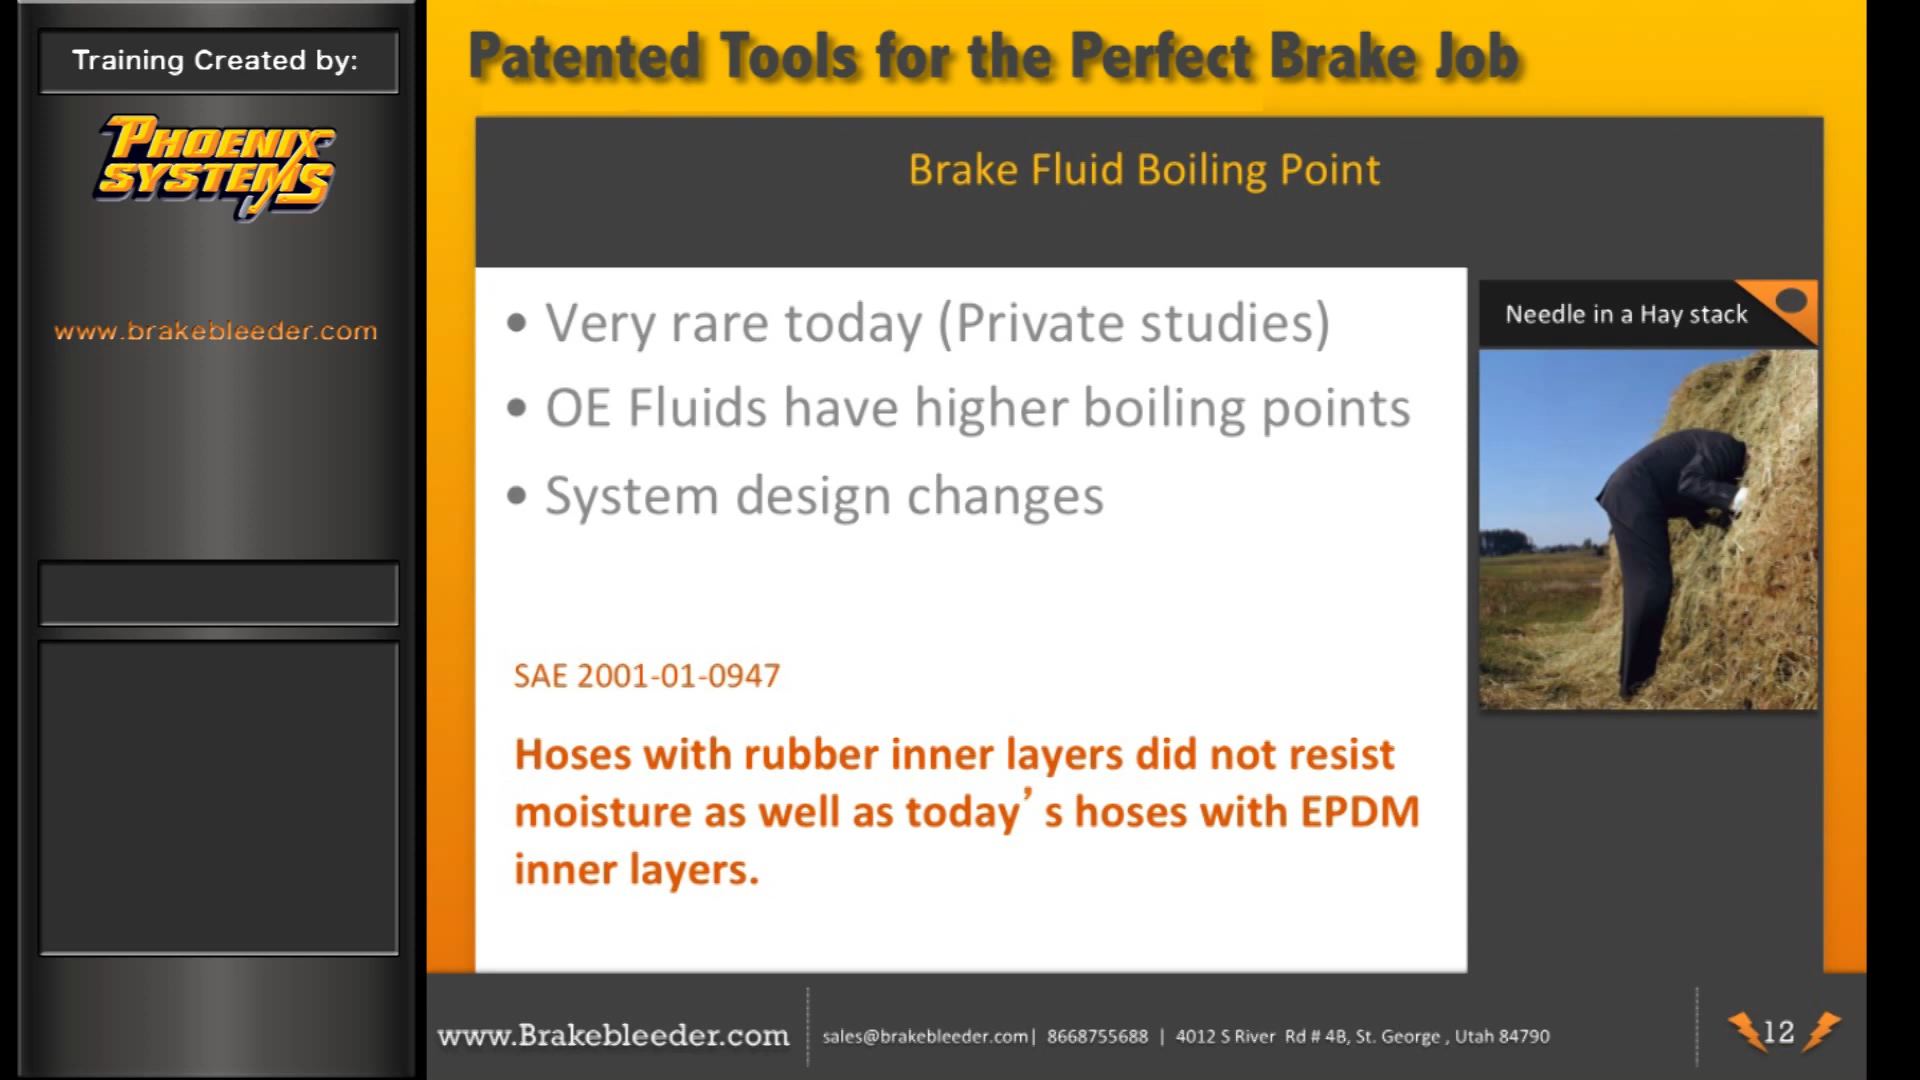 Training Created by:
PHOENIX
SYSTEMS
www.brakebleeder.com
Patented Tools for the Perfect Brake Job
Brake Fluid Boiling Point
• Very rare today (Private studies)
• OE Fluids have higher boiling points
• System design changes
SAE 2001-01-0947
Hoses with rubber inner layers did not resist
moisture as well as today’s hoses with EPDM
inner layers.
Needle in a Hay stack
www.Brakebleeder.com
sales@brakebleeder.com| 8668755688 | 4012 S River Rd # 4B, St. George , Utah 84790
12